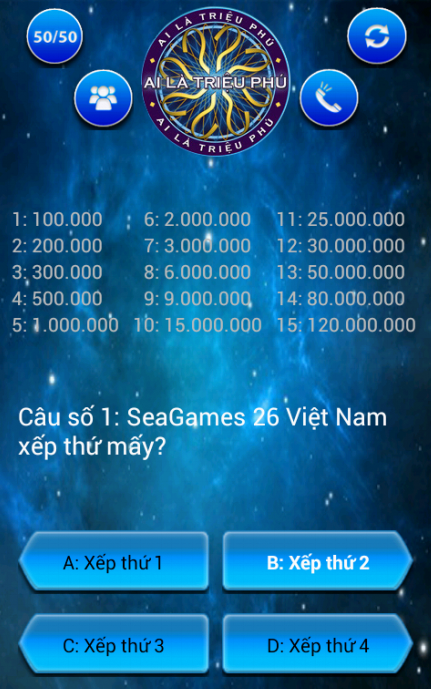 50/50
AI LÀ TRIỆU PHÚ
AI LÀ TRIỆU PHÚ
AI LÀ TRIỆU PHÚ
1: 100.000 6: 2.000.000 11: 25.000.000
2: 200.000 7: 3.000.000 12: 30.000.000
3: 300.000 8: 6.000.000 13: 50.000.000
4: 500.000 9: 9.000.000 14: 80.000.000
5: 1.000.000 10: 15.000.000 15: 120.000.000
Câu số 1: SeaGames 26 Việt Nam
xếp thứ mấy?
A: Xếp thứ 1 B: Xếp thứ 2
C: Xếp thứ 3 D: Xếp thứ 4